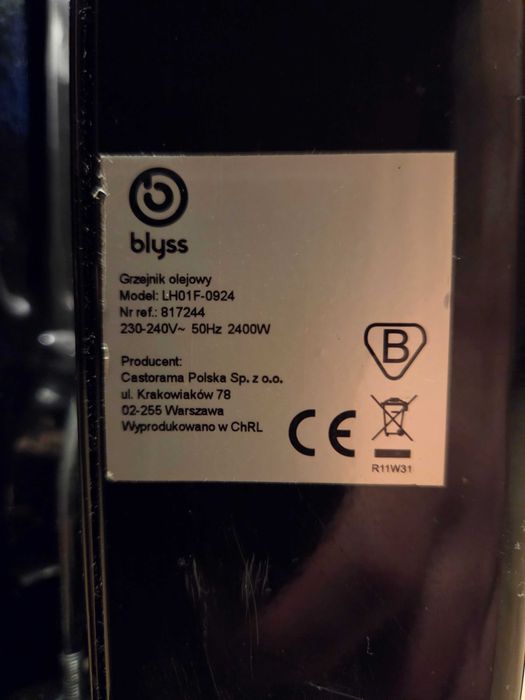 blyss
Grzejnik olejowy
Model: LH01F-0924
Nr ref.: 817244
230-240V~ 50Hz 2400W
B
Producent:
Castorama Polska Sp. z o.o.
ul. Krakowiaków 78
02-255 Warszawa
Wyprodukowano w ChRL
CE
R11W31